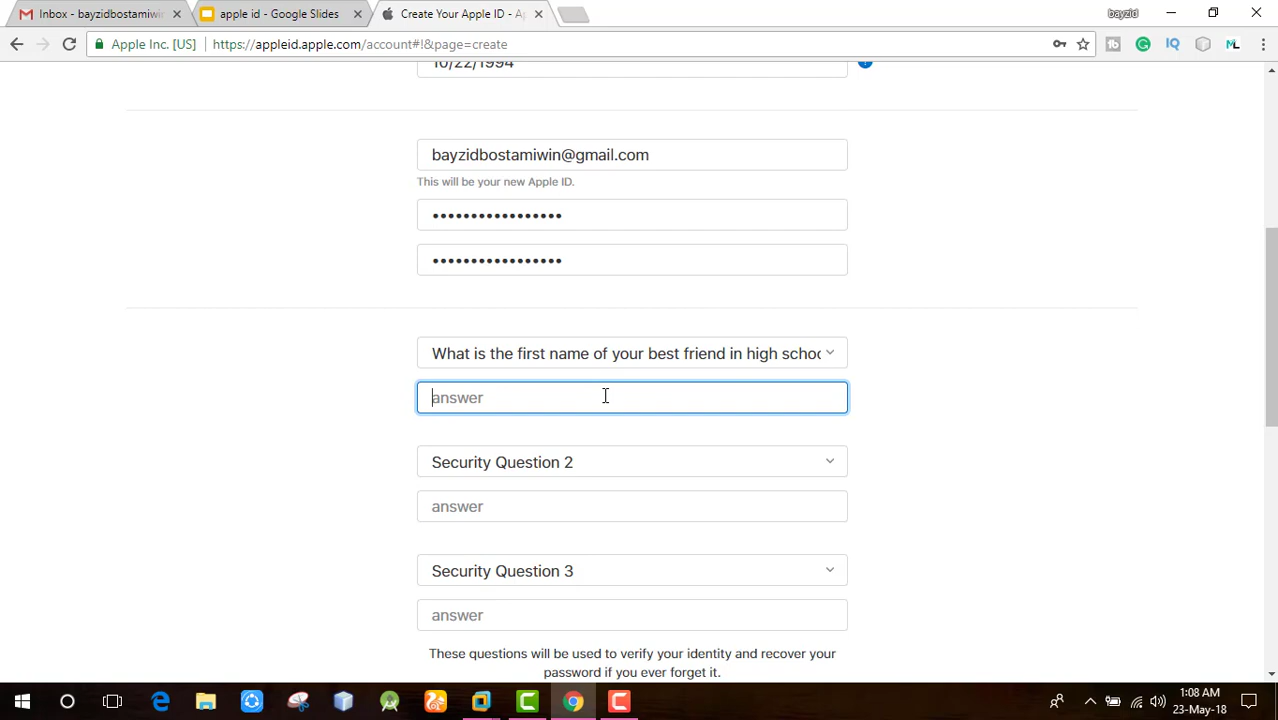 Inbox - bayzidbostamiwin
apple id - Google Slides
Create Your Apple ID - Ap
bayzid
Apple Inc. [US]
https://appleid.apple.com/account#!&page=create
10/22/1994
bayzidbostamiwin@gmail.com
This will be your new Apple ID.
What is the first name of your best friend in high schoo
answer
Security Question 2
answer
Security Question 3
answer
These questions will be used to verify your identity and recover your
password if you ever forget it.
1:08 AM
23-May-18